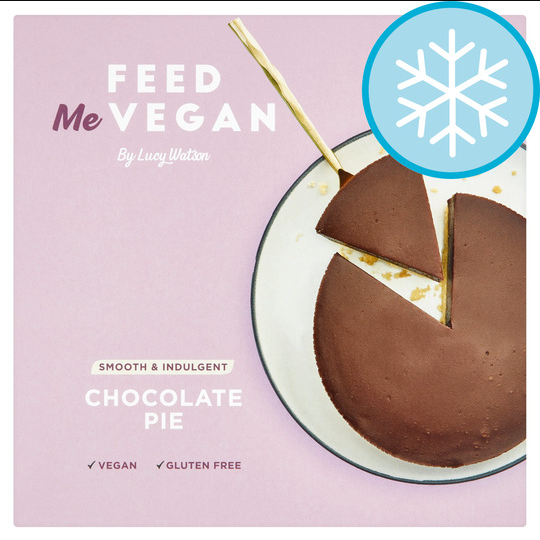 FEED
Me VEGAN
By Lucy Watson
SMOOTH & INDULGENT
CHOCOLATE
PIE
✓ VEGAN ✓ GLUTEN FREE